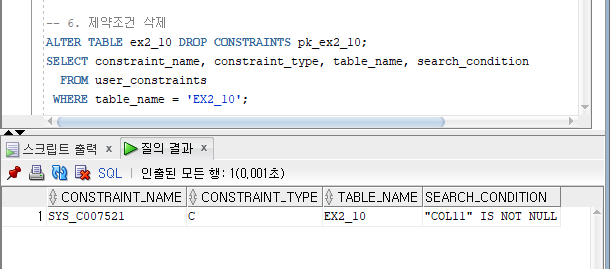 -- 6. 제약조건 삭제
ALTER TABLE ex2_10 DROP CONSTRAINTS pk_ex2_10;
SELECT constraint_name, constraint_type, table_name, search_condition
FROM user_constraints
WHERE table_name = 'EX2_10';
스크립트 출력 x 질의 결과 x
SQL | 인출된 모든 행: 1(0,001초)
CONSTRAINT_NAME CONSTRAINT_TYPE TABLE_NAME SEARCH_CONDITION
1 SYS_C007521 C EX2_10 "COL11" IS NOT NULL